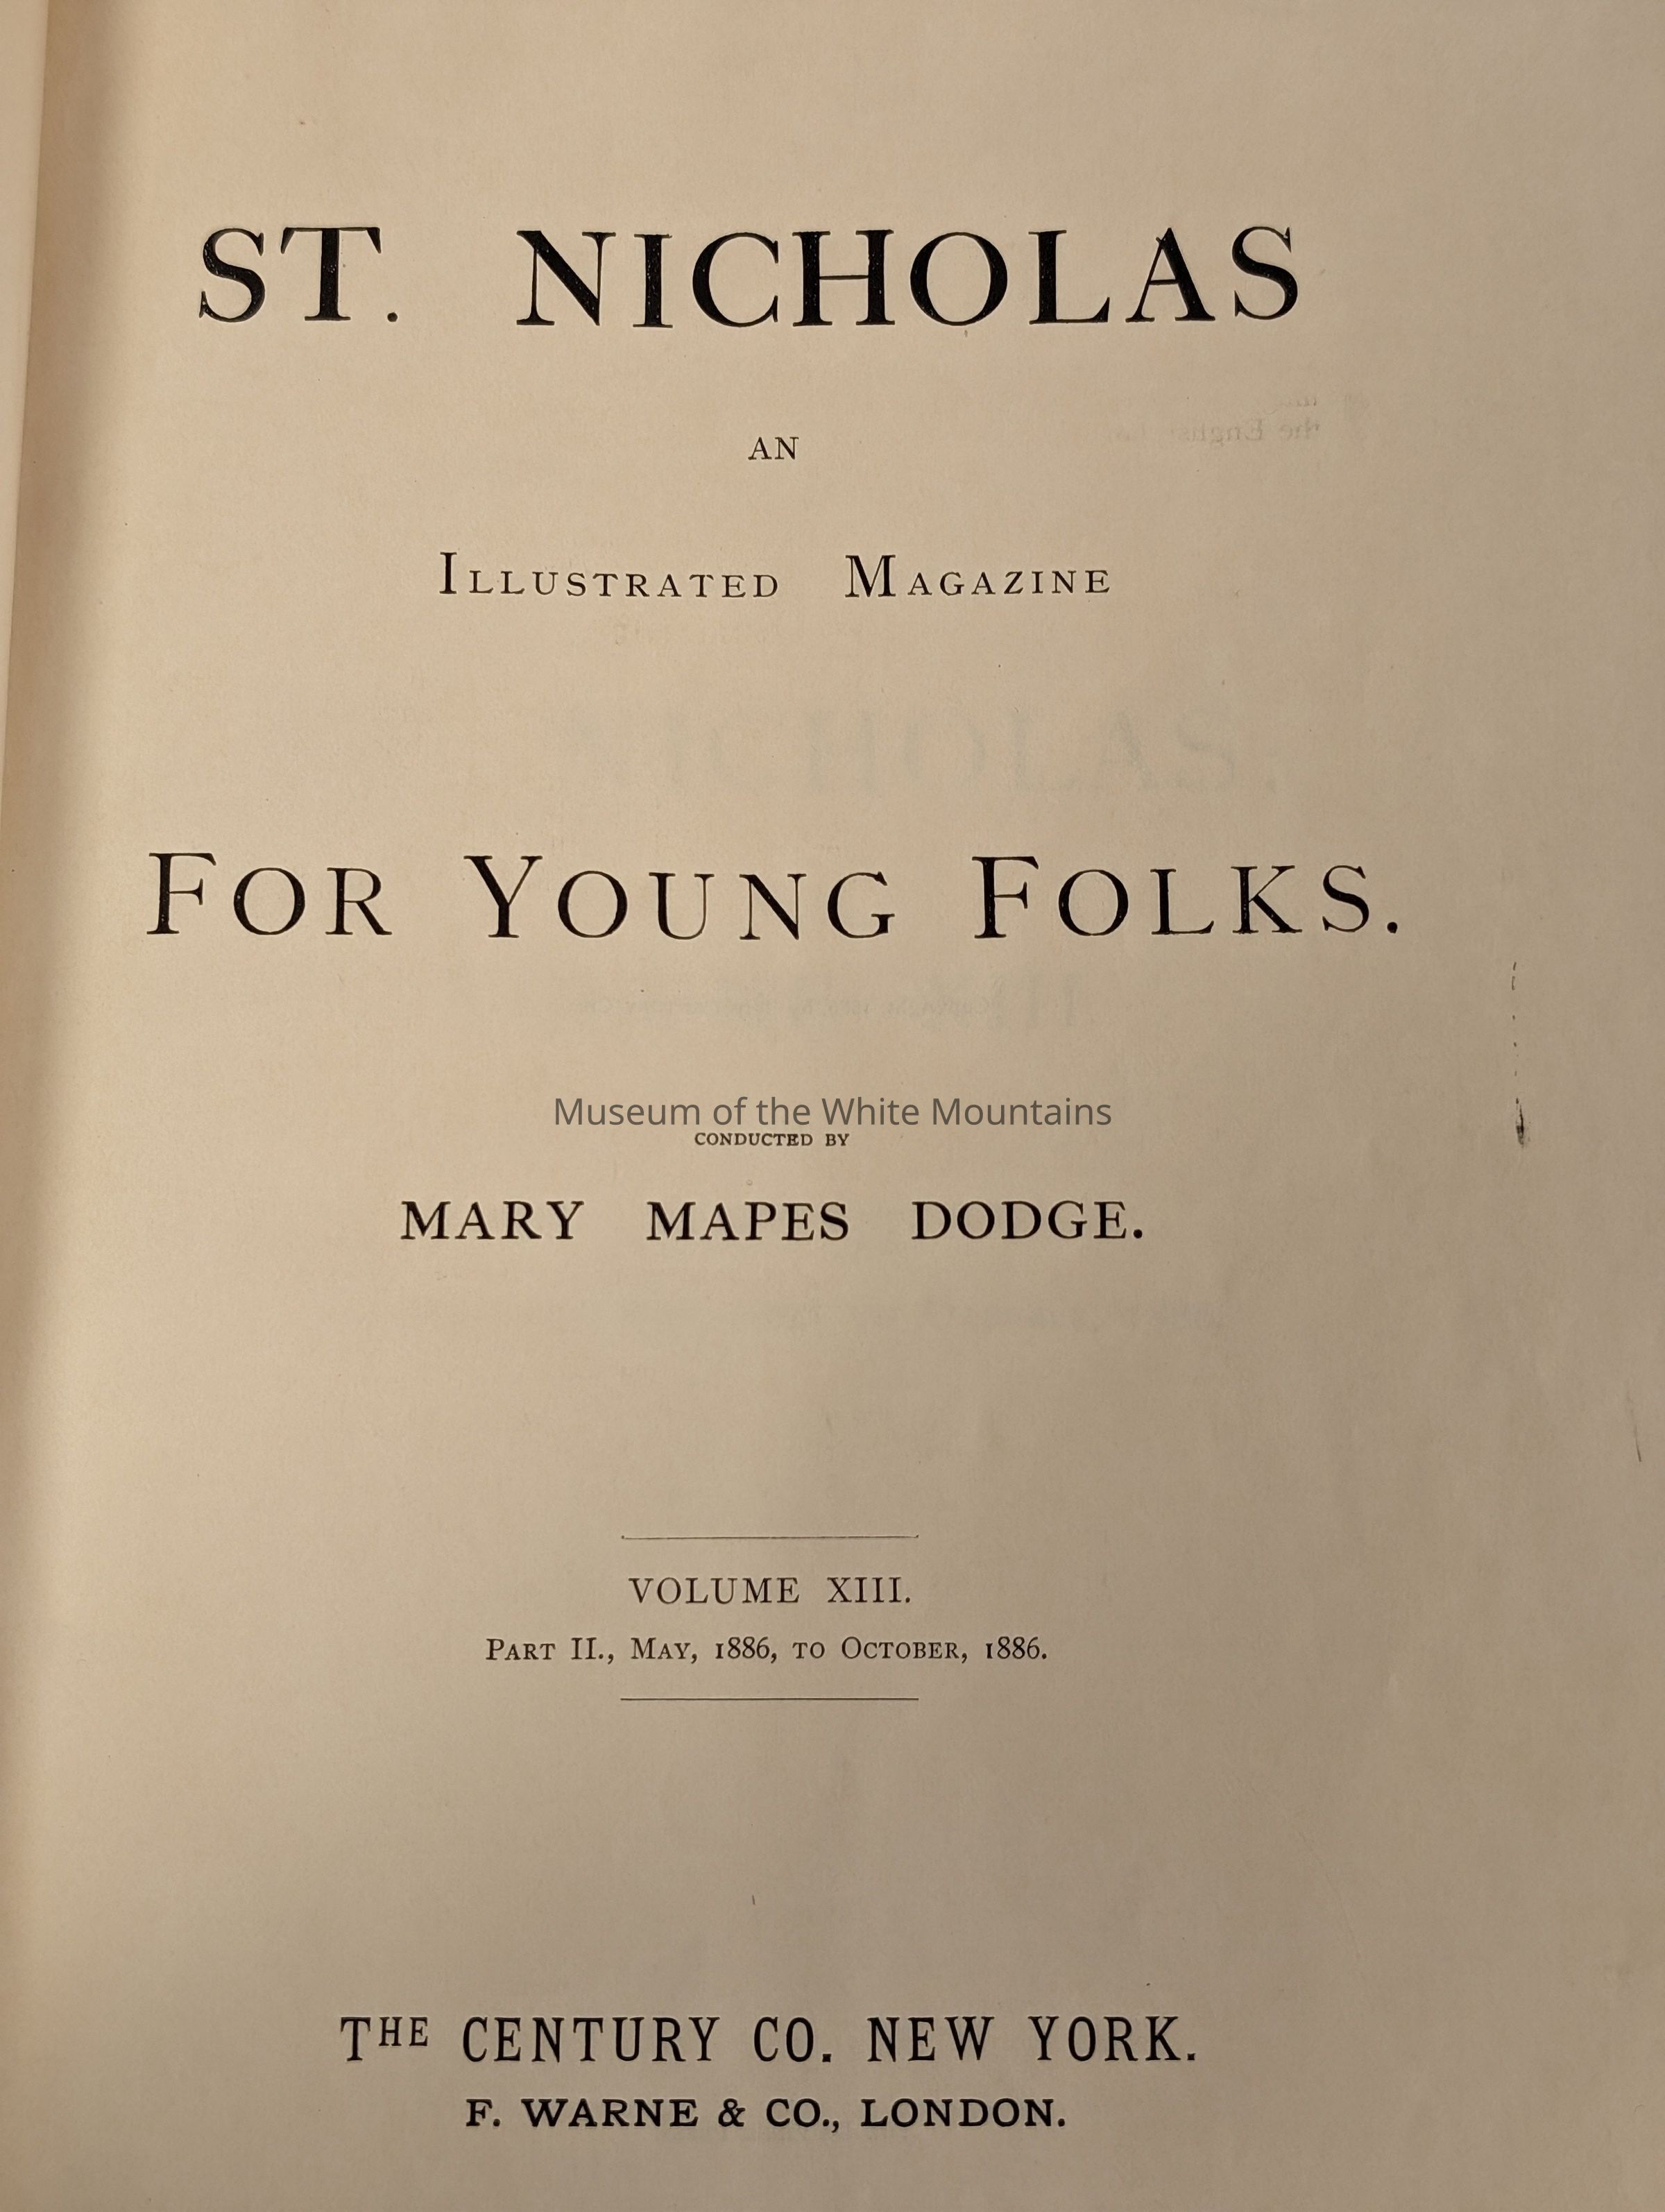 ST. NICHOLAS
AN
ILLUSTRATED MAGAZINE
FOR YOUNG FOLKS.
Museum of the White Mountains
CONDUCTED BY
MARY MAPES DODGE.
VOLUME XIII.
PART II., MAY, 1886, TO OCTOBER, 1886.
THE CENTURY CO. NEW YORK.
F. WARNE & CO., LONDON.